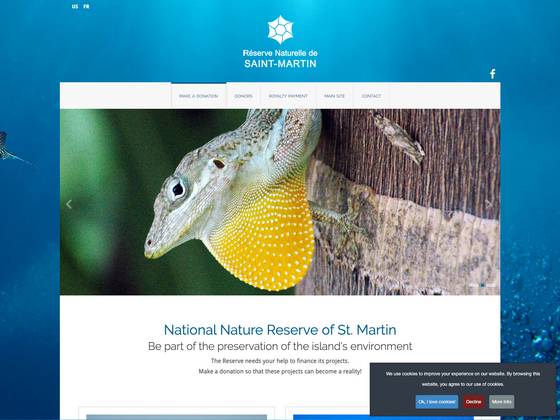 US FR
Réserve Naturelle de
SAINT-MARTIN
MAKE A DONATION DONORS ROYALTY PAYMENT MAIN SITE CONTACT
National Nature Reserve of St. Martin
Be part of the preservation of the island's environment
The Reserve needs your help to finance its projects.
Make a donation so that these projects can become a reality!
We use cookies to improve your experience on our website. By browsing this
website, you agree to our use of cookies.
Ok, I love cookies! Decline More Info